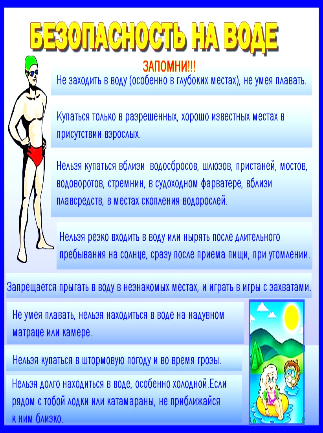 БЕЗОПАСНОСТЬ НА ВОДЕ
ЗАПОМНИ!!!
Не заходить в воду (особенно в глубоких местах), не умея плавать.
Купаться только в разрешенных, хорошо известных местах в
присутствии взрослых.
Нельзя купаться вблизи водосбросов, шлюзов, пристаней, мостов,
водоворотов, стремнин, в судоходном фарватере, вблизи
плавсредств, в местах скопления водорослей.
Нельзя резко входить в воду или нырять после длительного
пребывания на солнце, сразу после приема пищи, при утомлении.
Запрещается прыгать в воду в незнакомых местах, и играть в игры с захватами.
Не умея плавать, нельзя находиться в воде на надувном
матраце или камере.
Нельзя купаться в штормовую погоду и во время грозы.
Нельзя долго находиться в воде, особенно холодной.Если
рядом с тобой лодки или катамараны, не приближайся
к ним близко.